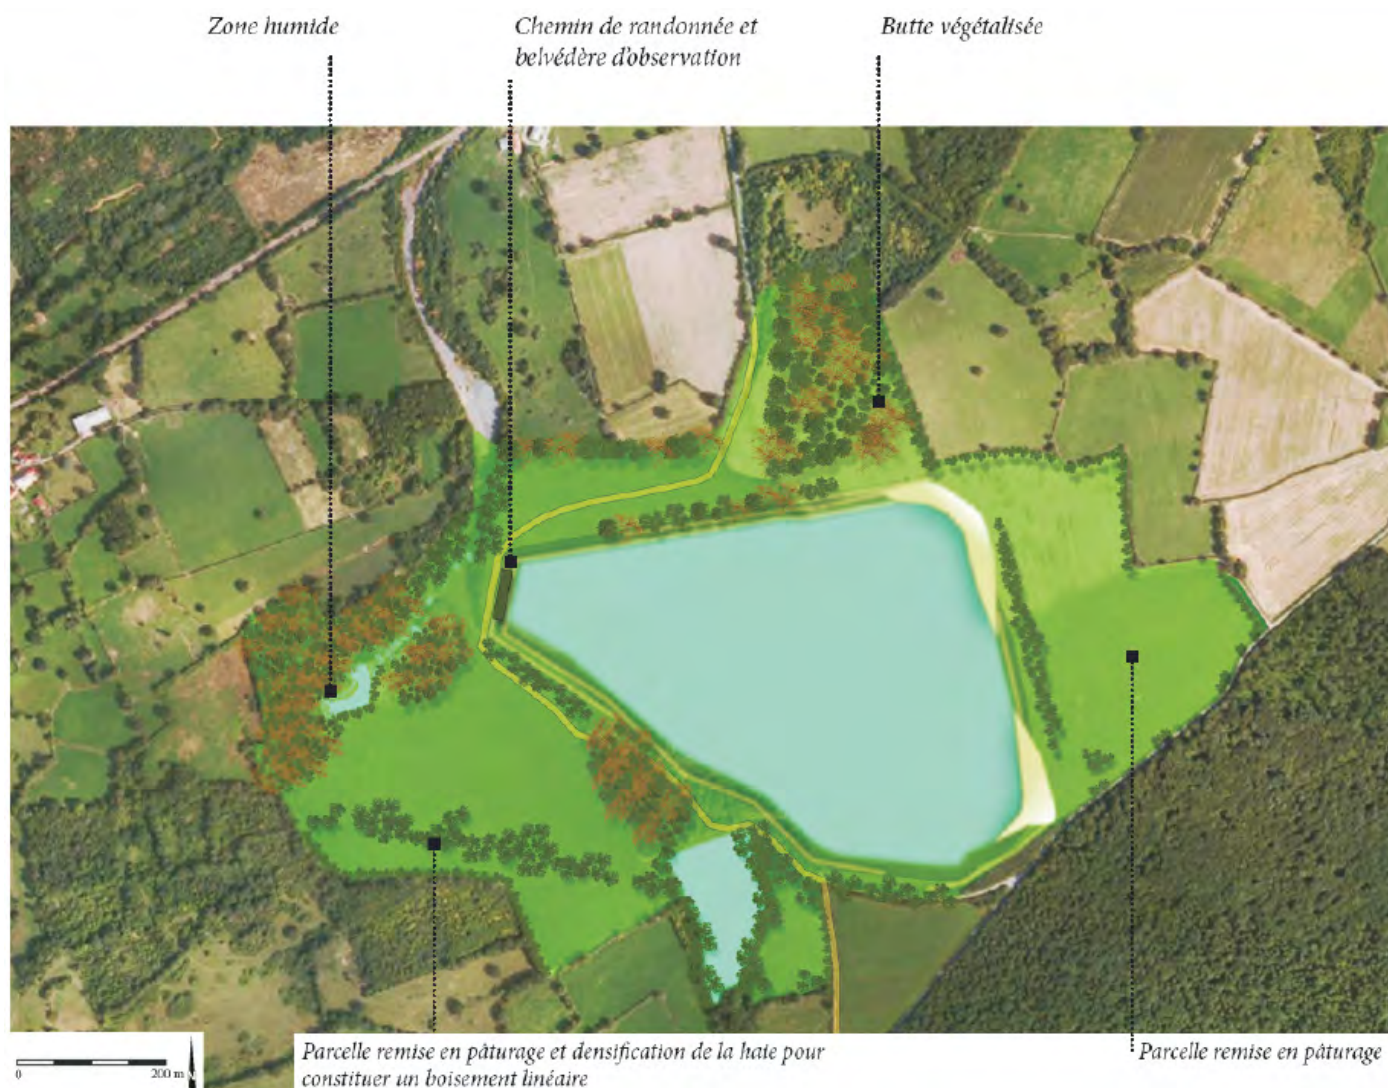 Zone humide
Chemin de randonnée et
belvédère d'observation
Butte végétalisée
0 200 m
Parcelle remise en pâturage et densification de la haie pour
constituer un boisement linéaire
Parcelle remise en pâturage